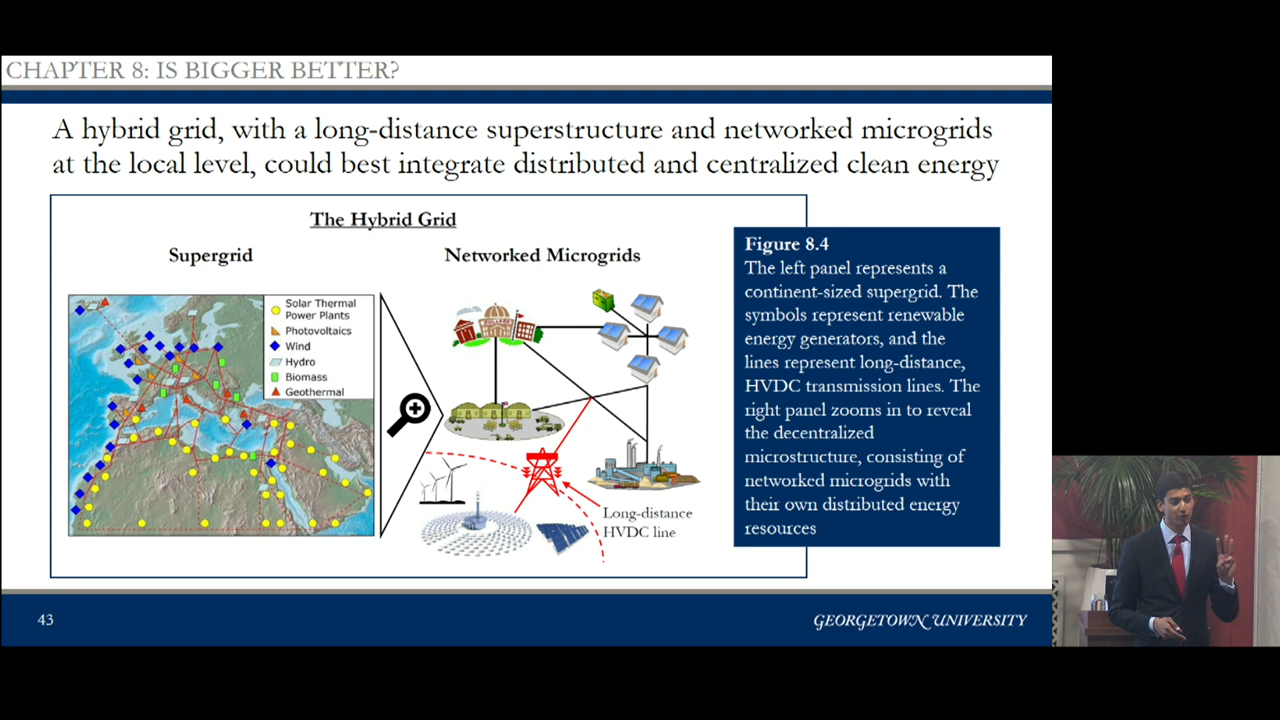 CHAPTER 8: IS BIGGER BETTER?
A hybrid grid, with a long-distance superstructure and networked microgrids
at the local level, could best integrate distributed and centralized clean energy
The Hybrid Grid
Supergrid
Networked Microgrids
Solar Thermal
Power Plants
Photovoltaics
Wind
Hydro
Biomass
Geothermal
COLLEGE
Long-distance
HVDC line
Figure 8.4
The left panel represents a
continent-sized supergrid. The
symbols represent renewable
energy generators, and the
lines represent long-distance,
HVDC transmission lines. The
right panel zooms in to reveal
the decentralized
microstructure, consisting of
networked microgrids with
their own distributed energy
resources
43
GEORGETOWN UNIVERSITY